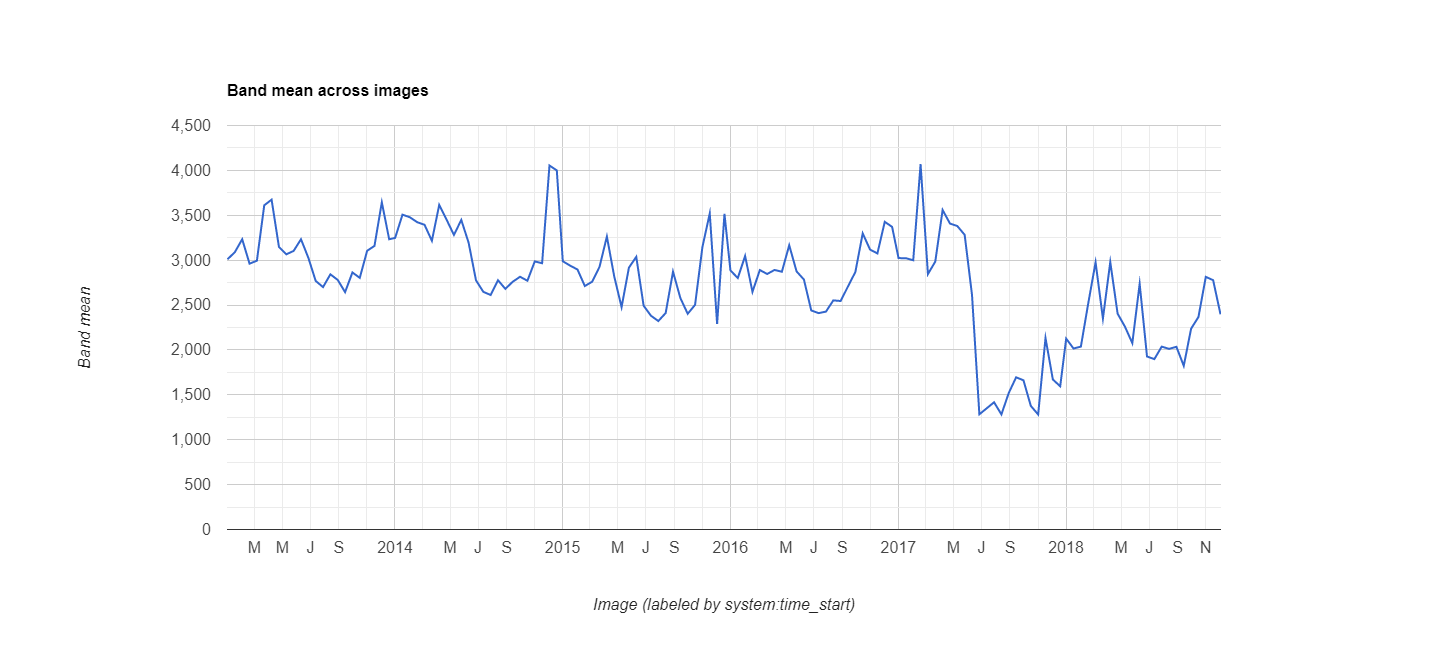 Band mean across images
4,500
4,000
3,500
3,000
2,500
2,000
1,500
1,000
500
0
Band mean
M M J S 2014 M J S 2015 M J S 2016 M J S 2017 M J S 2018 M J S N
Image (labeled by system:time_start)